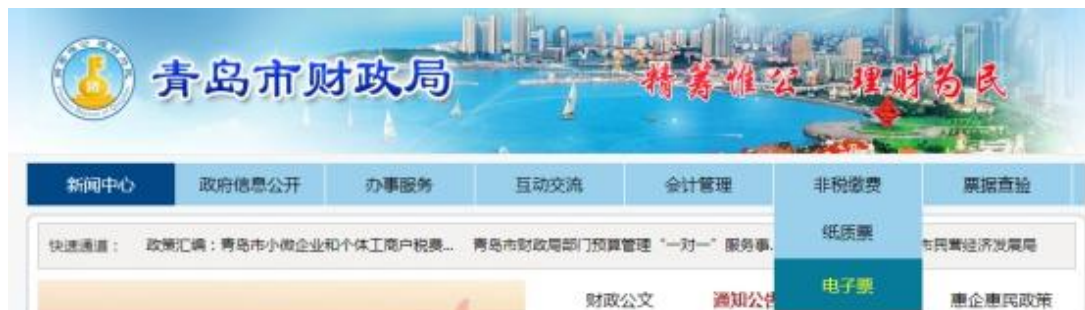 青岛市财政局
精筹惟公 理财为民
新闻中心 政府信息公开 办事服务 互动交流 会计管理 非税缴费 票据查验
快速通道： 政策汇编：青岛市小微企业和个体工商户税费... 青岛市财政局部门预算管理“一对一”服务事. 纸质票 市民营经济发展局
财政公文 通知公告 电子票 惠企惠民政策